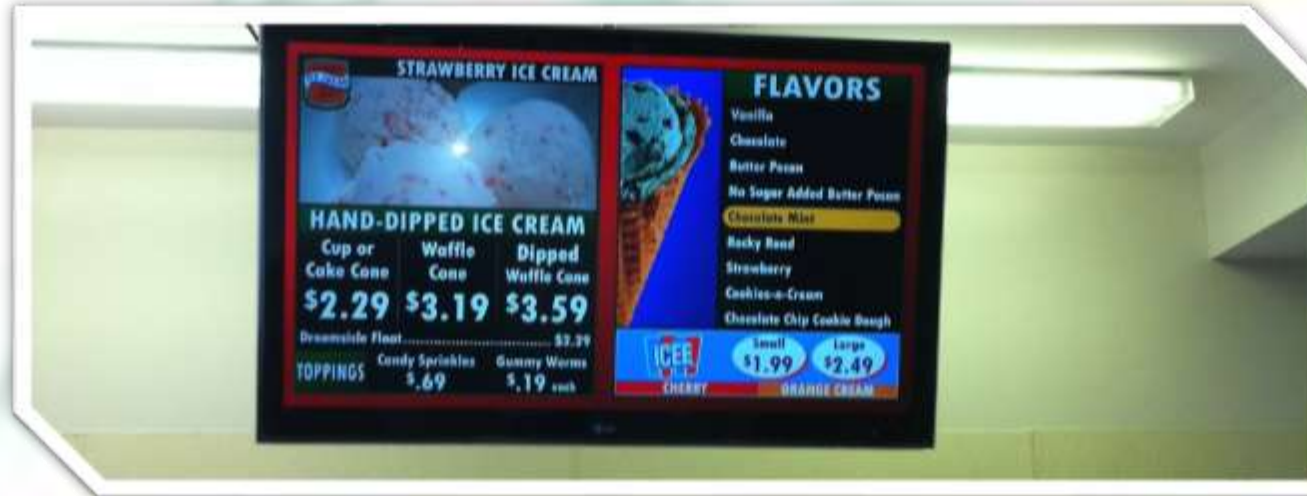 STRAWBERRY ICE CREAM
HAND-DIPPED ICE CREAM
Cup or
Cake Cone
$2.29
Waffle
Cone
$3.19
Dipped
Waffle Cone
$3.59
Float
TOPPINGS
Candy Sprinkles
$.69
Gummy Worms
$.19 each
FLAVORS
Vanilla
Chocolate
Butter Pecan
No Sugar Added Butter Pecan
Chocolate Mint
Rocky Road
Strawberry
Cookies-n-Cream
Chocolate Chip Cookie Dough
ICEE
Small
$1.99
Large
$2.49
CHERRY
ORANGE CREAM